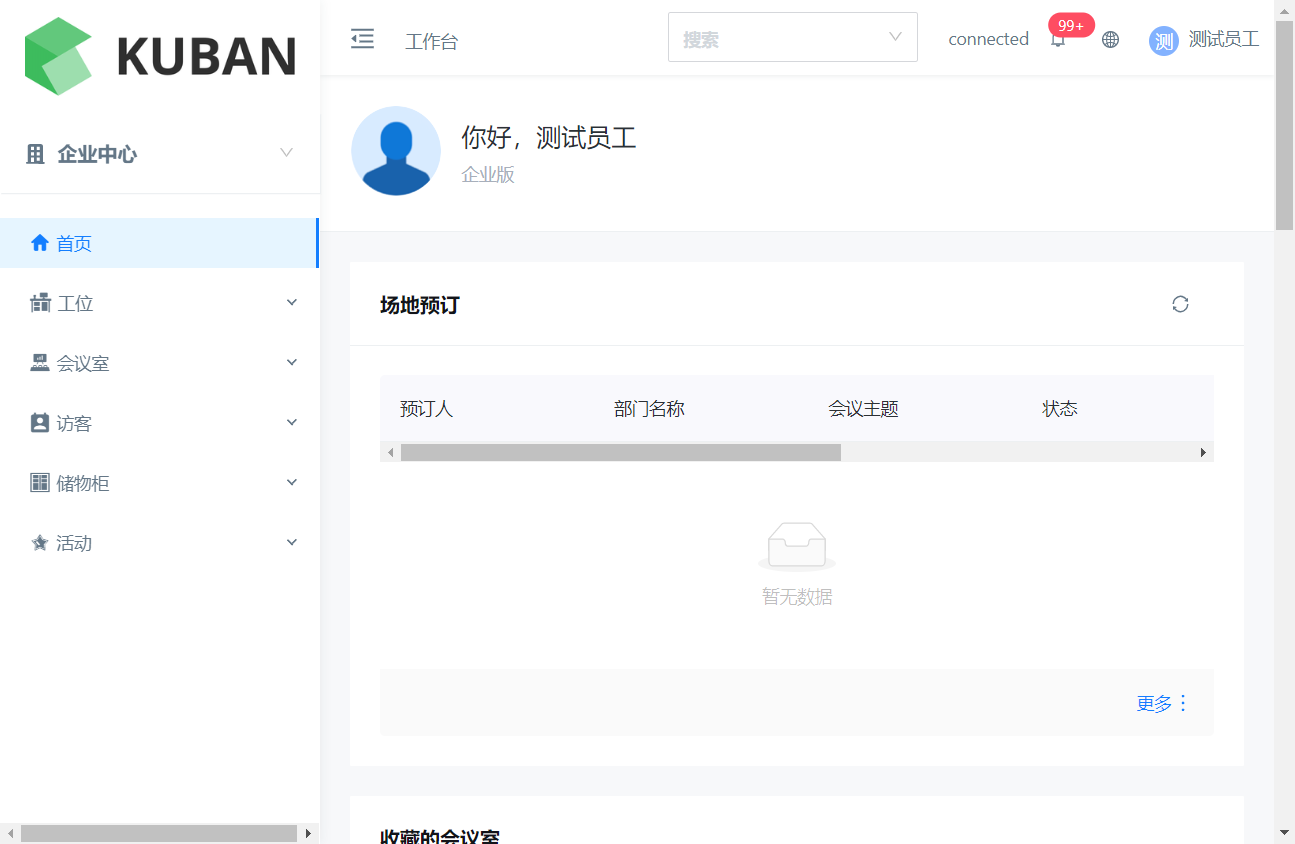 KUBAN
企业中心
首页
工位
会议室
访客
储物柜
活动
工作台
搜索
connected
99+
测
测试员工
你好，测试员工
企业版
场地预订
预订人 部门名称 会议主题 状态
暂无数据
更多
收藏的会议室